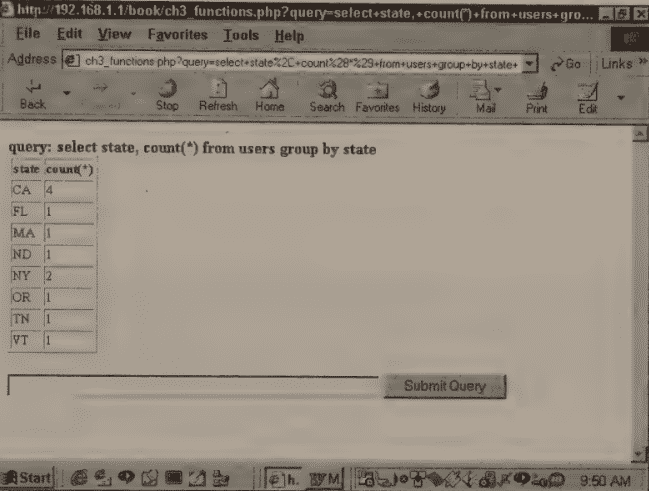 http://192.168.1.1/book/ch3_functions.php?query=select+state,+count(*)+from+users+gro...
File Edit View Favorites Tools Help
Address ch3_functions.php?query=select+state%2C+count%28*%29+from+users+group+by+state+ Go Links »
Back Stop Refresh Home Search Favorites History Mail Print Edit
query: select state, count(*) from users group by state
state count(*)
CA 4
FL 1
MA 1
ND 1
NY 2
OR 1
TN 1
VT 1
Submit Query
Start h. M 9:50 AM